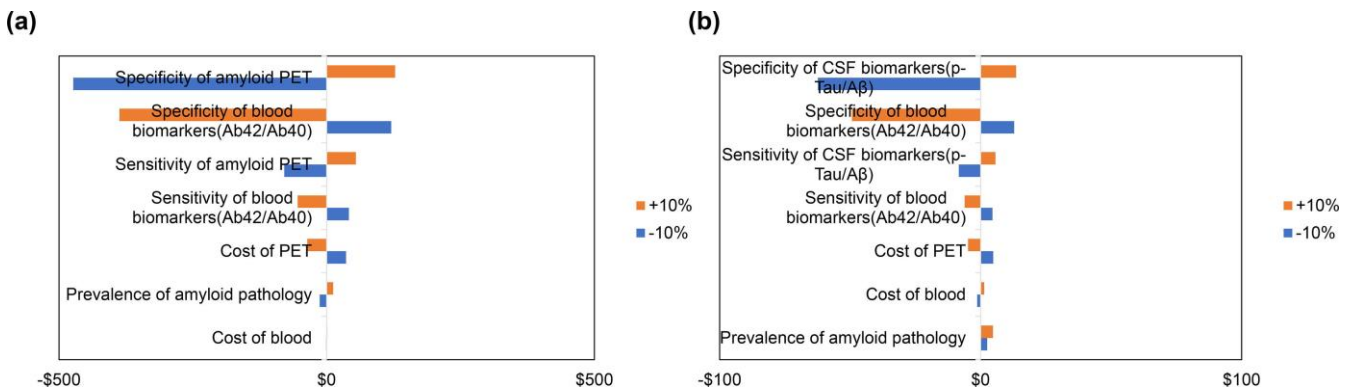 (a)
Specificity of amyloid PET
Specificity of blood
biomarkers(Ab42/Ab40)
Sensitivity of amyloid PET
Sensitivity of blood
biomarkers(Ab42/Ab40)
Cost of PET
Prevalence of amyloid pathology
Cost of blood
-$500
$0
$500
+10%
-10%
(b)
Specificity of CSF biomarkers(p-
Tau/Aβ)
Specificity of blood
biomarkers(Ab42/Ab40)
Sensitivity of CSF biomarkers(p-
Tau/Aβ)
Sensitivity of blood
biomarkers(Ab42/Ab40)
Cost of PET
Cost of blood
Prevalence of amyloid pathology
-$100
$0
$100
+10%
-10%